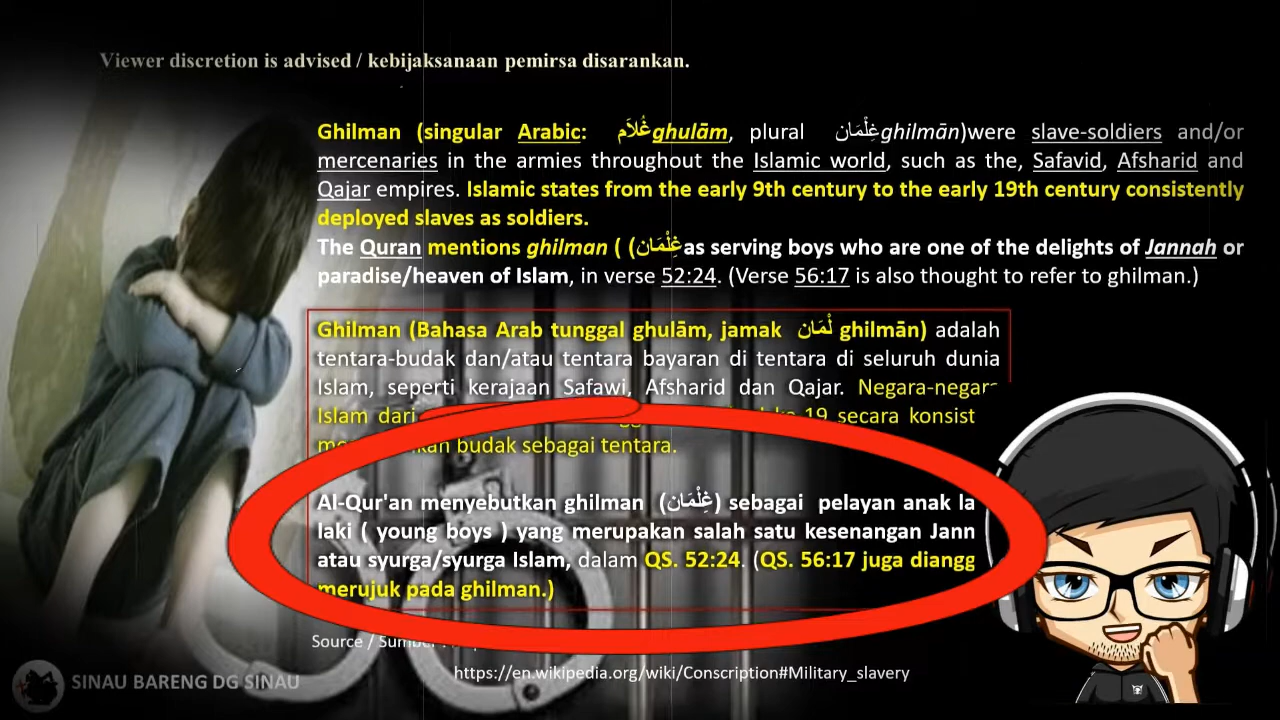 Viewer discretion is advised / kebijaksanaan pemirsa disarankan.
Ghilman (singular Arabic: غُلاَم ghulām, plural غِلْمَان ghilmān)were slave-soldiers and/or
mercenaries in the armies throughout the Islamic world, such as the, Safavid, Afsharid and
Qajar empires. Islamic states from the early 9th century to the early 19th century consistently
deployed slaves as soldiers.
The Quran mentions ghilman ( (غِلْمَان as serving boys who are one of the delights of Jannah or
paradise/heaven of Islam, in verse 52:24. (Verse 56:17 is also thought to refer to ghilman.)
Ghilman (Bahasa Arab tunggal ghulām, jamak لْمَان ghilmān) adalah
tentara-budak dan/atau tentara bayaran di tentara di seluruh dunia
Islam, seperti kerajaan Safawi, Afsharid dan Qajar. Negara-negara
Islam dari 19 secara konsist
budak sebagai tentara.
Al-Qur'an menyebutkan ghilman (غِلْمَان) sebagai pelayan anak la
laki ( young boys ) yang merupakan salah satu kesenangan Jann
atau syurga/syurga Islam, dalam QS. 52:24. (QS. 56:17 juga diangg
merujuk pada ghilman.)
Source /
https://en.wikipedia.org/wiki/Conscription#Military_slavery
SINAU BARENG DG SINAU